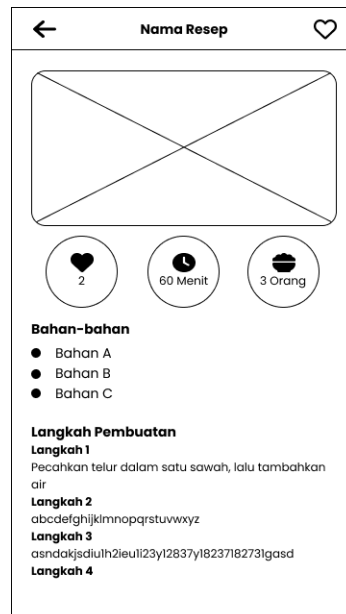 Nama Resep
2
60 Menit
3 Orang
Bahan-bahan
Bahan A
Bahan B
Bahan C
Langkah Pembuatan
Langkah 1
Pecahkan telur dalam satu sawah, lalu tambahkan
air
Langkah 2
abcdefghijklmnopqrstuvwxyz
Langkah 3
asndakjsdiu1h2ieu1i23y12837y18237182731gasd
Langkah 4